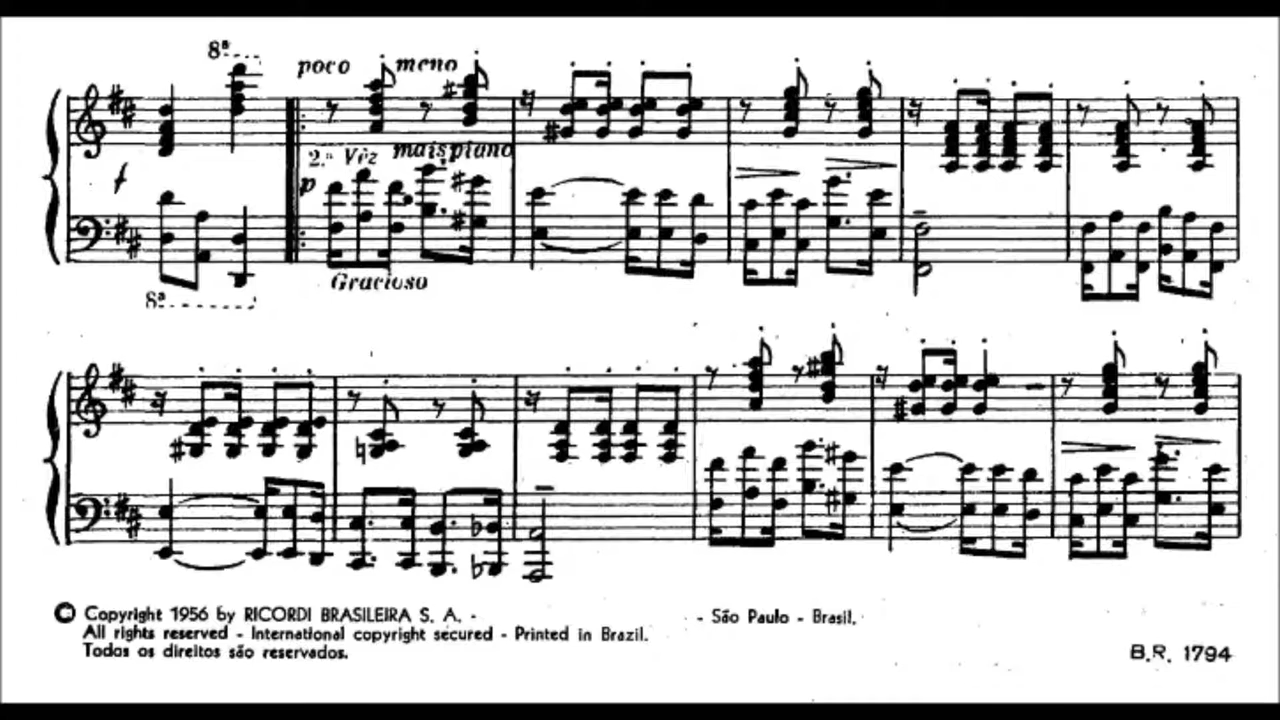 8ª
poco meno
2.ª Vêz mais piano
f
p
Gracioso
8ª
© Copyright 1956 by RICORDI BRASILEIRA S. A. - - São Paulo - Brasil.
All rights reserved - International copyright secured - Printed in Brazil.
Todos os direitos são reservados.
B.R. 1794